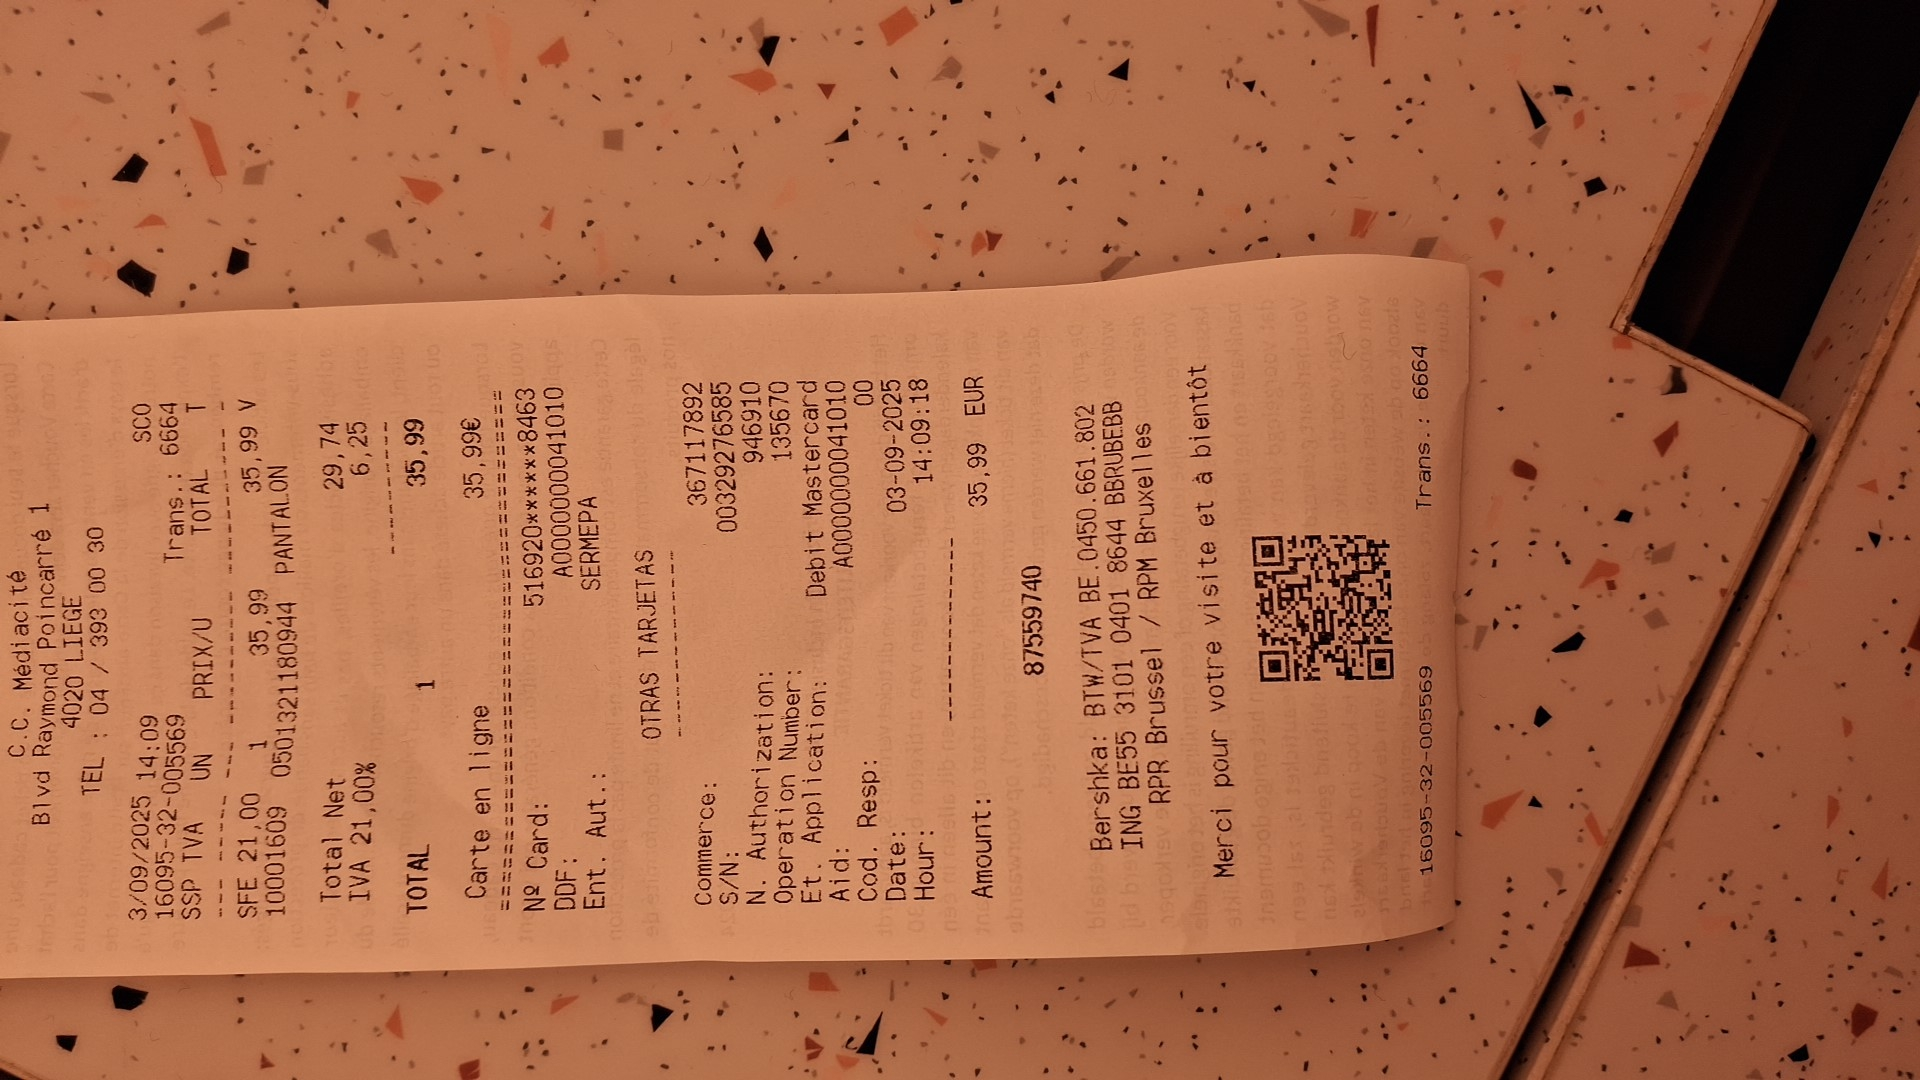 C.C. Médiacité
Blvd Raymond Poincarré 1
4020 LIEGE
TEL : 04 / 393 00 30
3/09/2025 14:09 SCO
16095-32-005569 Trans.: 6664
SSP TVA UN PRIX/U TOTAL T
SFE 21,00 1 35,99 35,99 V
10001609 05013211180944 PANTALON
Total Net 29,74
IVA 21,00% 6,25
TOTAL 1 35,99
Carte en ligne 35,99€
Nº Card: 516920******8463
DDF: A0000000041010
Ent. Aut.: SERMEPA
OTRAS TARJETAS
Commerce: 367117892
S/N: 00329276585
N. Authorization: 946910
Operation Number: 135670
Et. Application: Debit Mastercard
Aid: A0000000041010
Cod. Resp: 00
Date: 03-09-2025
Hour: 14:09:18
Amount: 35,99 EUR
87559740
Bershka: BTW/TVA BE.0450.661.802
ING BE55 3101 0401 8644 BBRUBEBB
RPR Brussel / RPM Bruxelles
Merci pour votre visite et à bientôt
16095-32-005569 Trans.: 6664